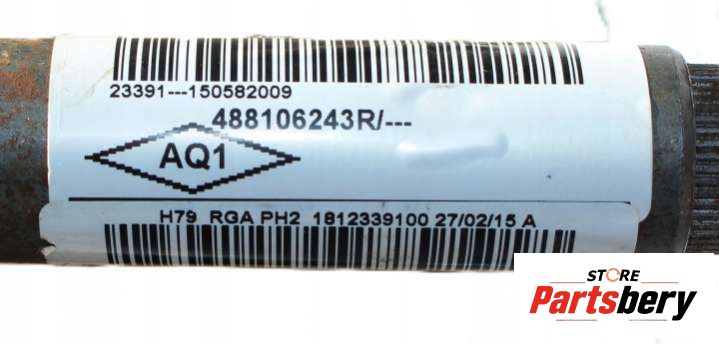 23391---150582009
488106243R/---
AQ1
H79 RGA PH2 1812339100 27/02/15 A
STORE
Partsbery